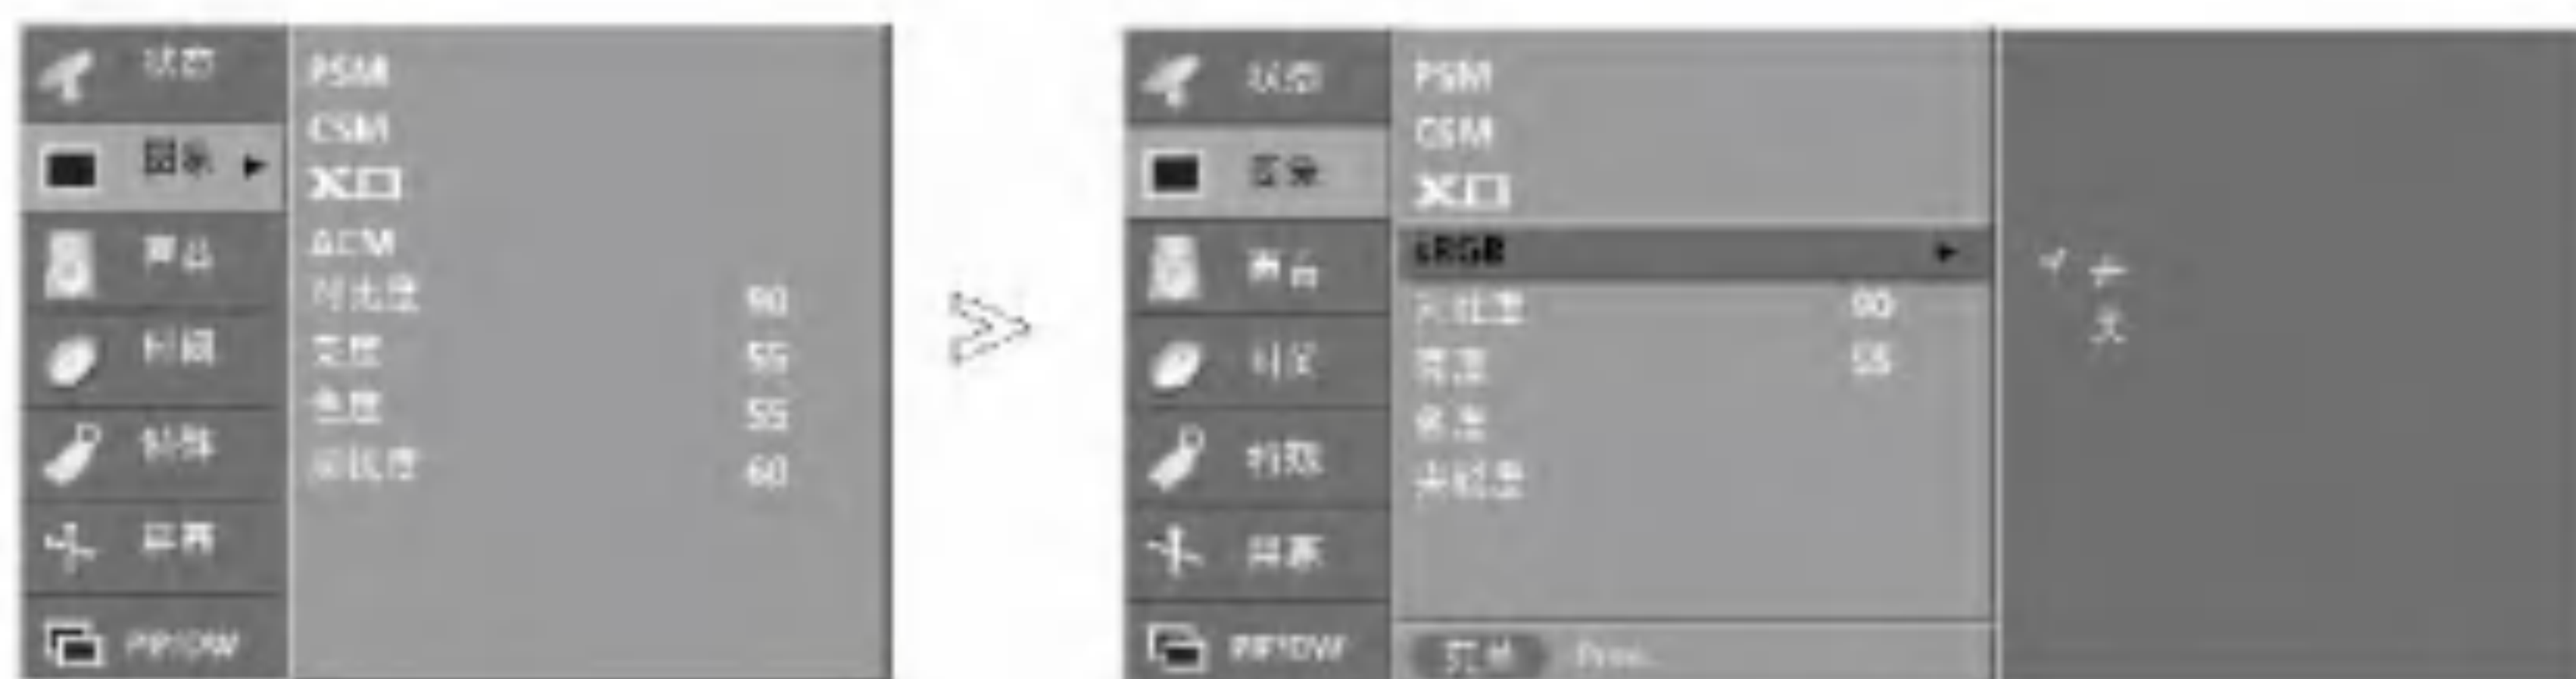 状态
图象
声音
时间
特殊
屏幕
PIP/DW
PSM
CSM
XD
ACM
对比度 90
亮度 55
色度 55
清晰度 60
状态
图象
声音
时间
特殊
屏幕
PIP/DW
PSM
CSM
XD
sRGB
对比度 90
亮度 55
色度
清晰度
菜单 Prev.
开
关